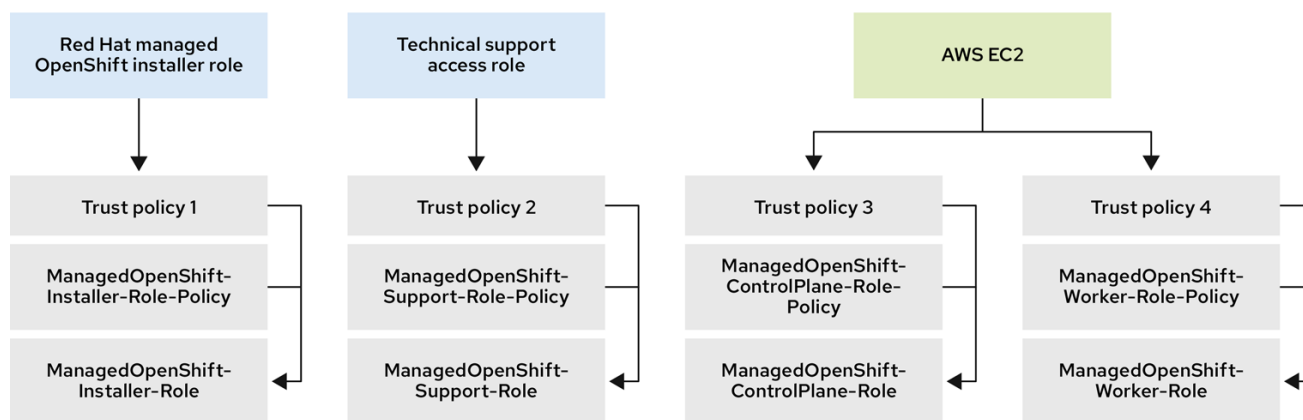 Red Hat managed
OpenShift installer role
Technical support
access role
AWS EC2
Trust policy 1
Trust policy 2
Trust policy 3
Trust policy 4
ManagedOpenShift-
Installer-Role-Policy
ManagedOpenShift-
Support-Role-Policy
ManagedOpenShift-
ControlPlane-Role-
Policy
ManagedOpenShift-
Worker-Role-Policy
ManagedOpenShift-
Installer-Role
ManagedOpenShift-
Support-Role
ManagedOpenShift-
ControlPlane-Role
ManagedOpenShift-
Worker-Role